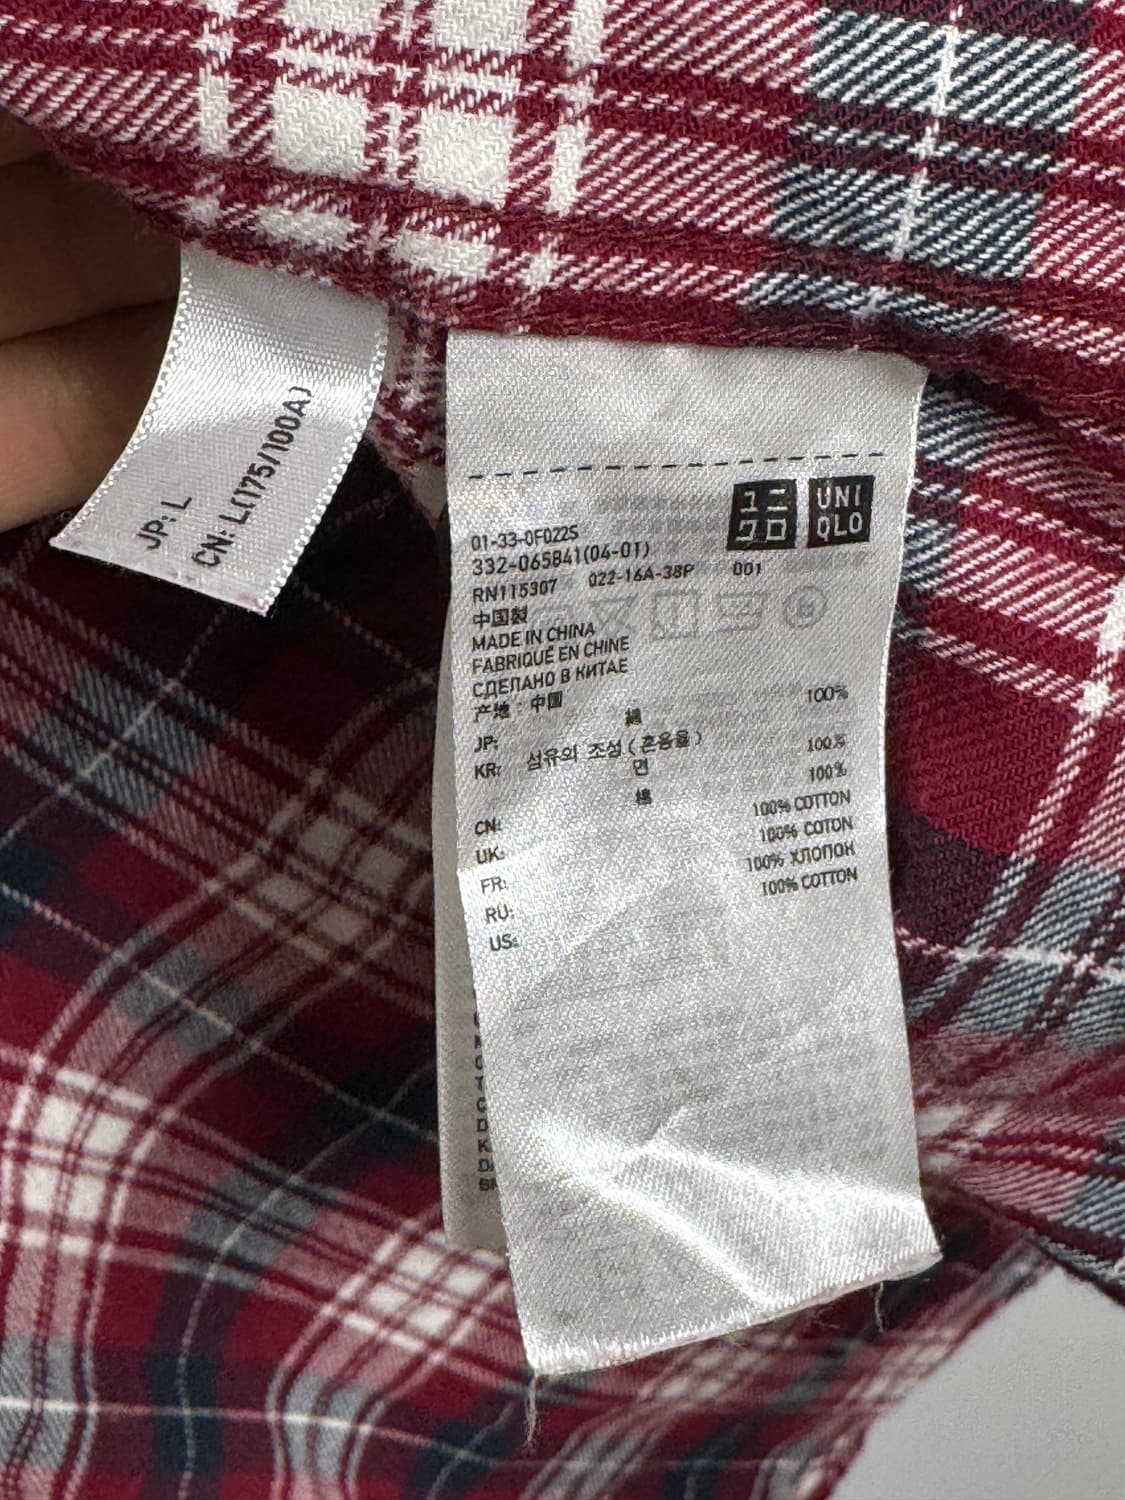 JP: L
CN: L(175/100A)
ユニ
クロ
UNI
QLO
01-33-0F022S
332-065841(04-01)
RN115307 022-16A-38P 001
中国製
MADE IN CHINA
FABRIQUÉ EN CHINE
СДЕЛАНО В КИТАЕ
产地：中国
JP: 綿 100%
KR: 섬유의 조성 (혼용율)
면 100%
CN: 棉 100%
UK: 100% COTTON
FR: 100% COTON
RU: 100% ХЛОПОК
US: 100% COTTON